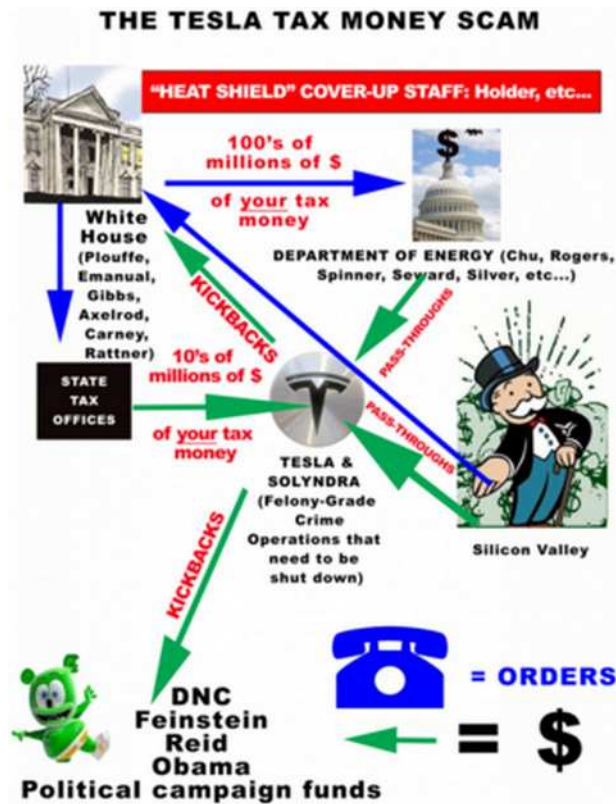 THE TESLA TAX MONEY SCAM
"HEAT SHIELD" COVER-UP STAFF: Holder, etc...
100's of
millions of $
of your tax
money
$
White
House
(Plouffe,
Emanual,
Gibbs,
Axelrod,
Carney,
Rattner)
DEPARTMENT OF ENERGY (Chu, Rogers,
Spinner, Seward, Silver, etc...)
KICKBACKS
PASS-THROUGHS
STATE
TAX
OFFICES
10's of
millions of $
of your tax
money
PASS-THROUGHS
TESLA &
SOLYNDRA
(Felony-Grade
Crime
Operations that
need to be
shut down)
Silicon Valley
KICKBACKS
= ORDERS
DNC
Feinstein
Reid
Obama
Political campaign funds
= $